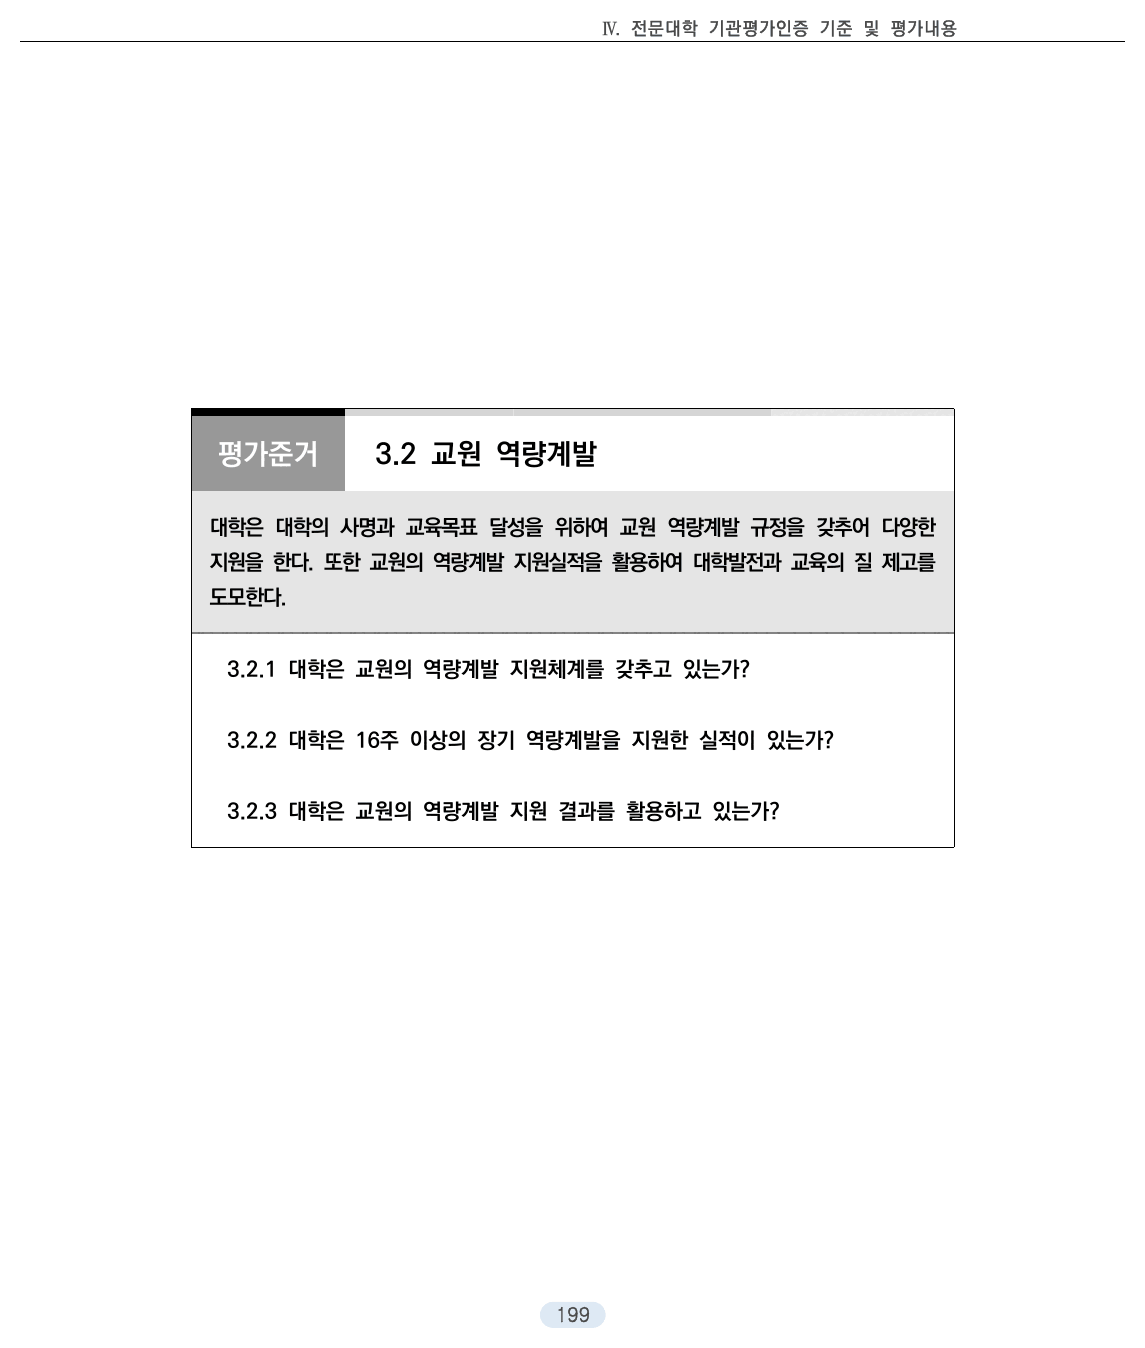 Ⅳ. 전문대학 기관평가인증 기준 및 평가내용
평가준거 3.2 교원 역량계발
대학은 대학의 사명과 교육목표 달성을 위하여 교원 역량계발 규정을 갖추어 다양한
지원을 한다. 또한 교원의 역량계발 지원실적을 활용하여 대학발전과 교육의 질 제고를
도모한다.
3.2.1 대학은 교원의 역량계발 지원체계를 갖추고 있는가?
3.2.2 대학은 16주 이상의 장기 역량계발을 지원한 실적이 있는가?
3.2.3 대학은 교원의 역량계발 지원 결과를 활용하고 있는가?
199